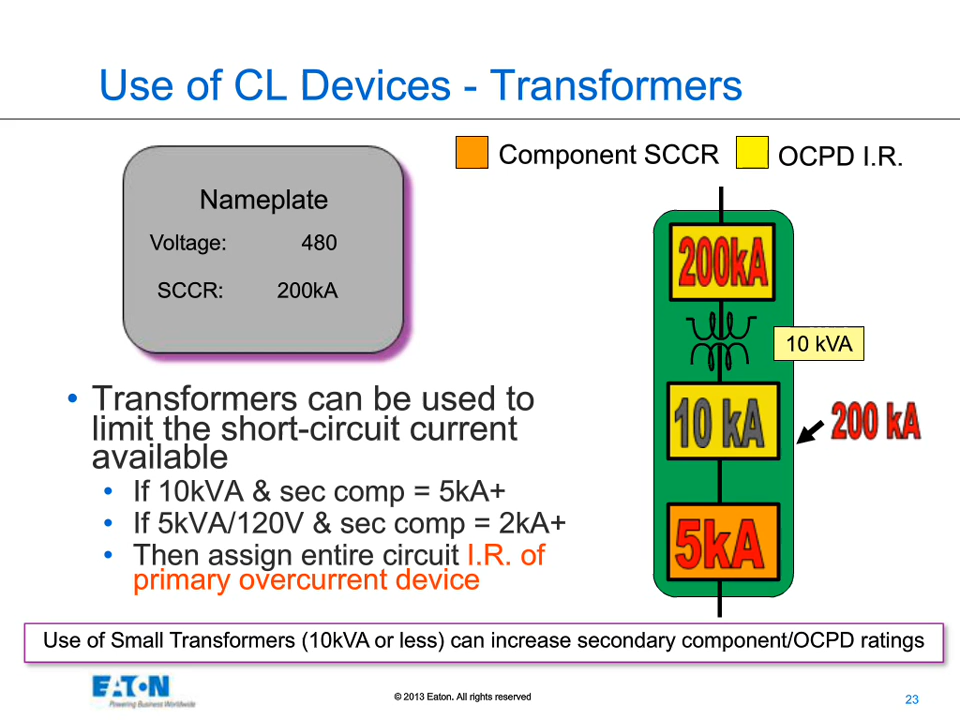 Use of CL Devices - Transformers
Component SCCR
OCPD I.R.
Nameplate
Voltage: 480
SCCR: 200kA
200kA
10 kVA
10 kA
200 kA
5kA
• Transformers can be used to
limit the short-circuit current
available
• If 10kVA & sec comp = 5kA+
• If 5kVA/120V & sec comp = 2kA+
• Then assign entire circuit I.R. of
primary overcurrent device
Use of Small Transformers (10kVA or less) can increase secondary component/OCPD ratings
EATON
Powering Business Worldwide
© 2013 Eaton. All rights reserved
23